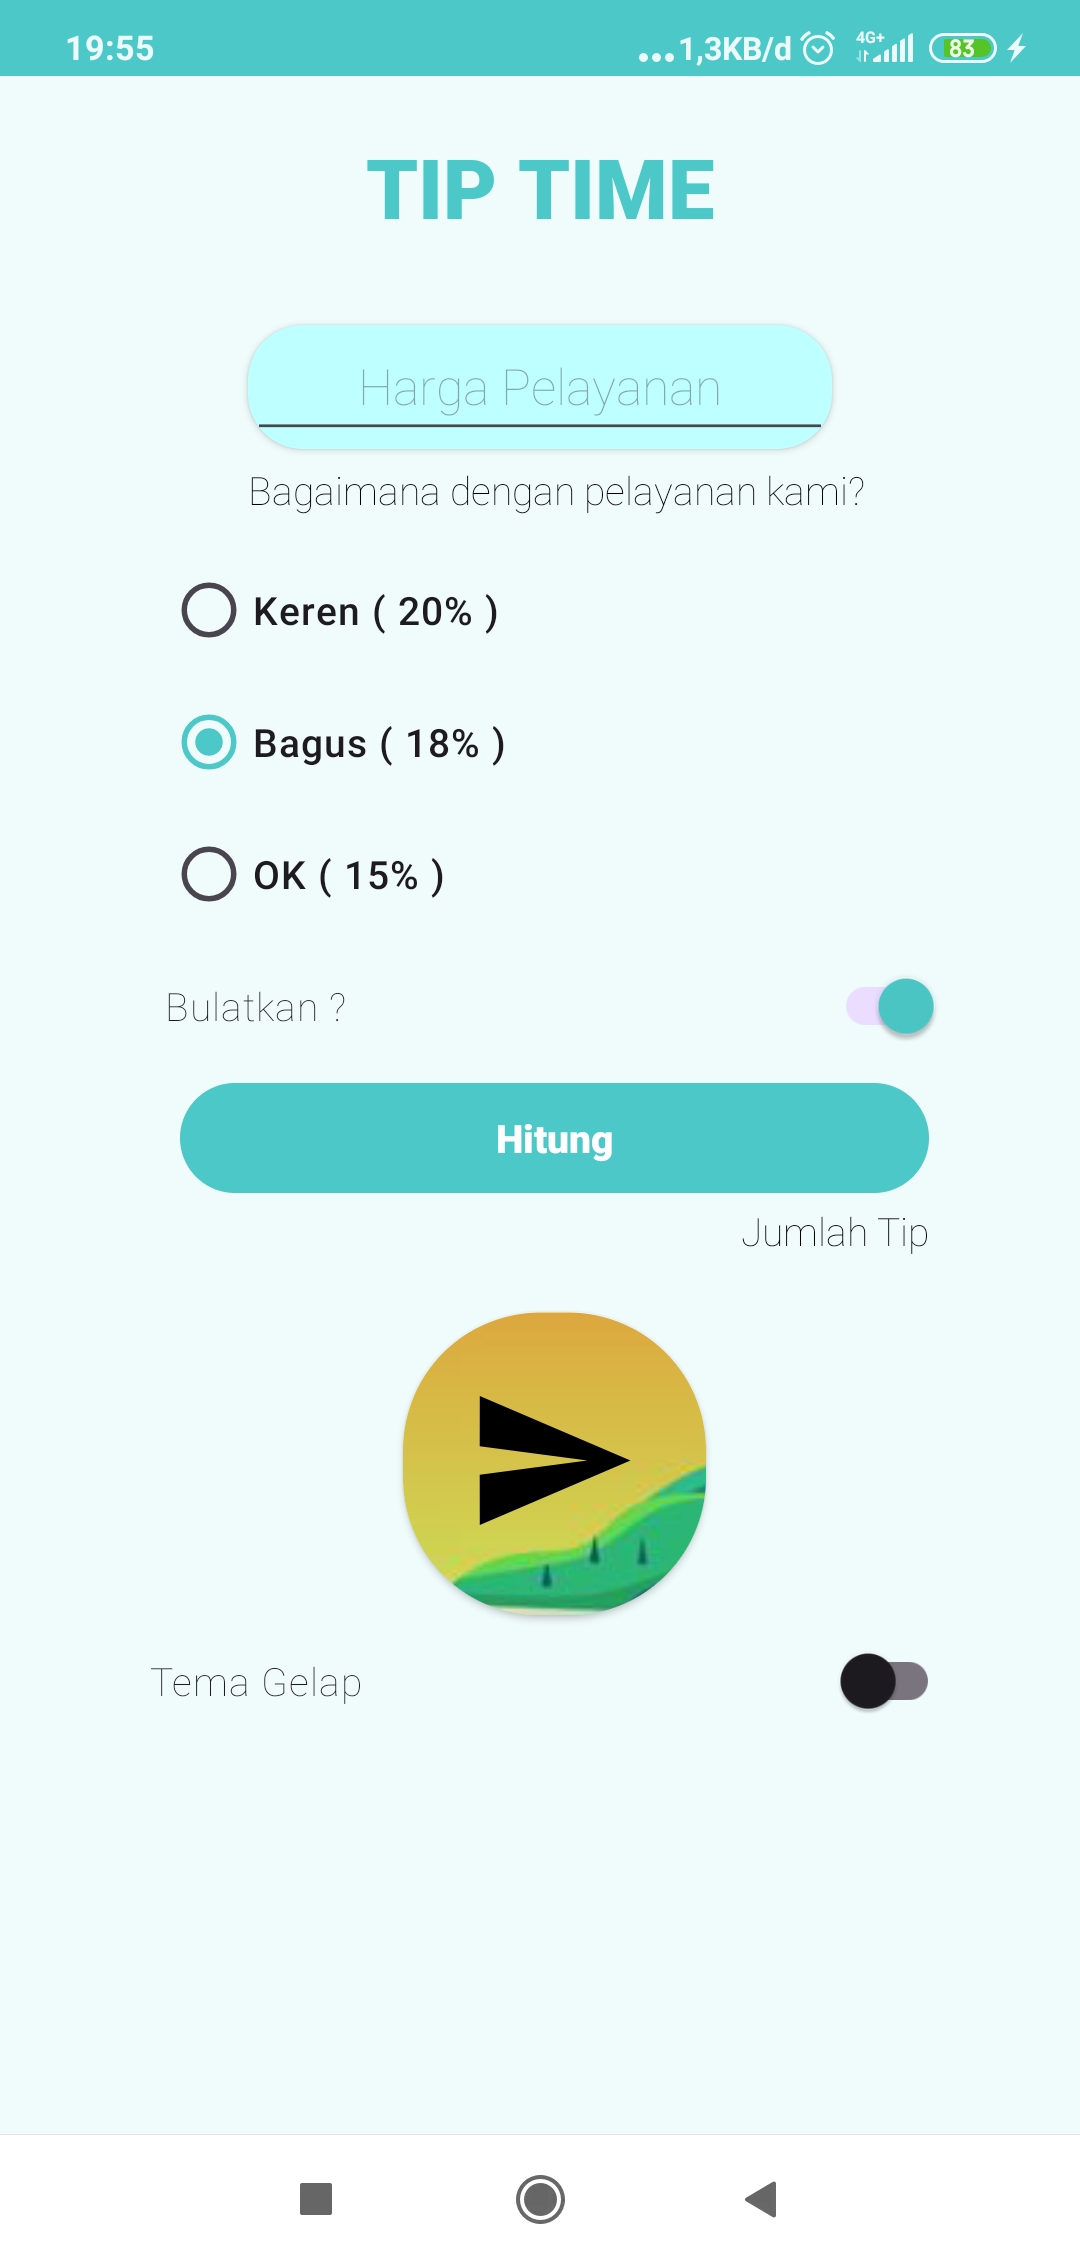 19:55
...1,3KB/d 4G+ 83
TIP TIME
Harga Pelayanan
Bagaimana dengan pelayanan kami?
Keren ( 20% )
Bagus ( 18% )
OK ( 15% )
Bulatkan ?
Hitung
Jumlah Tip
Tema Gelap